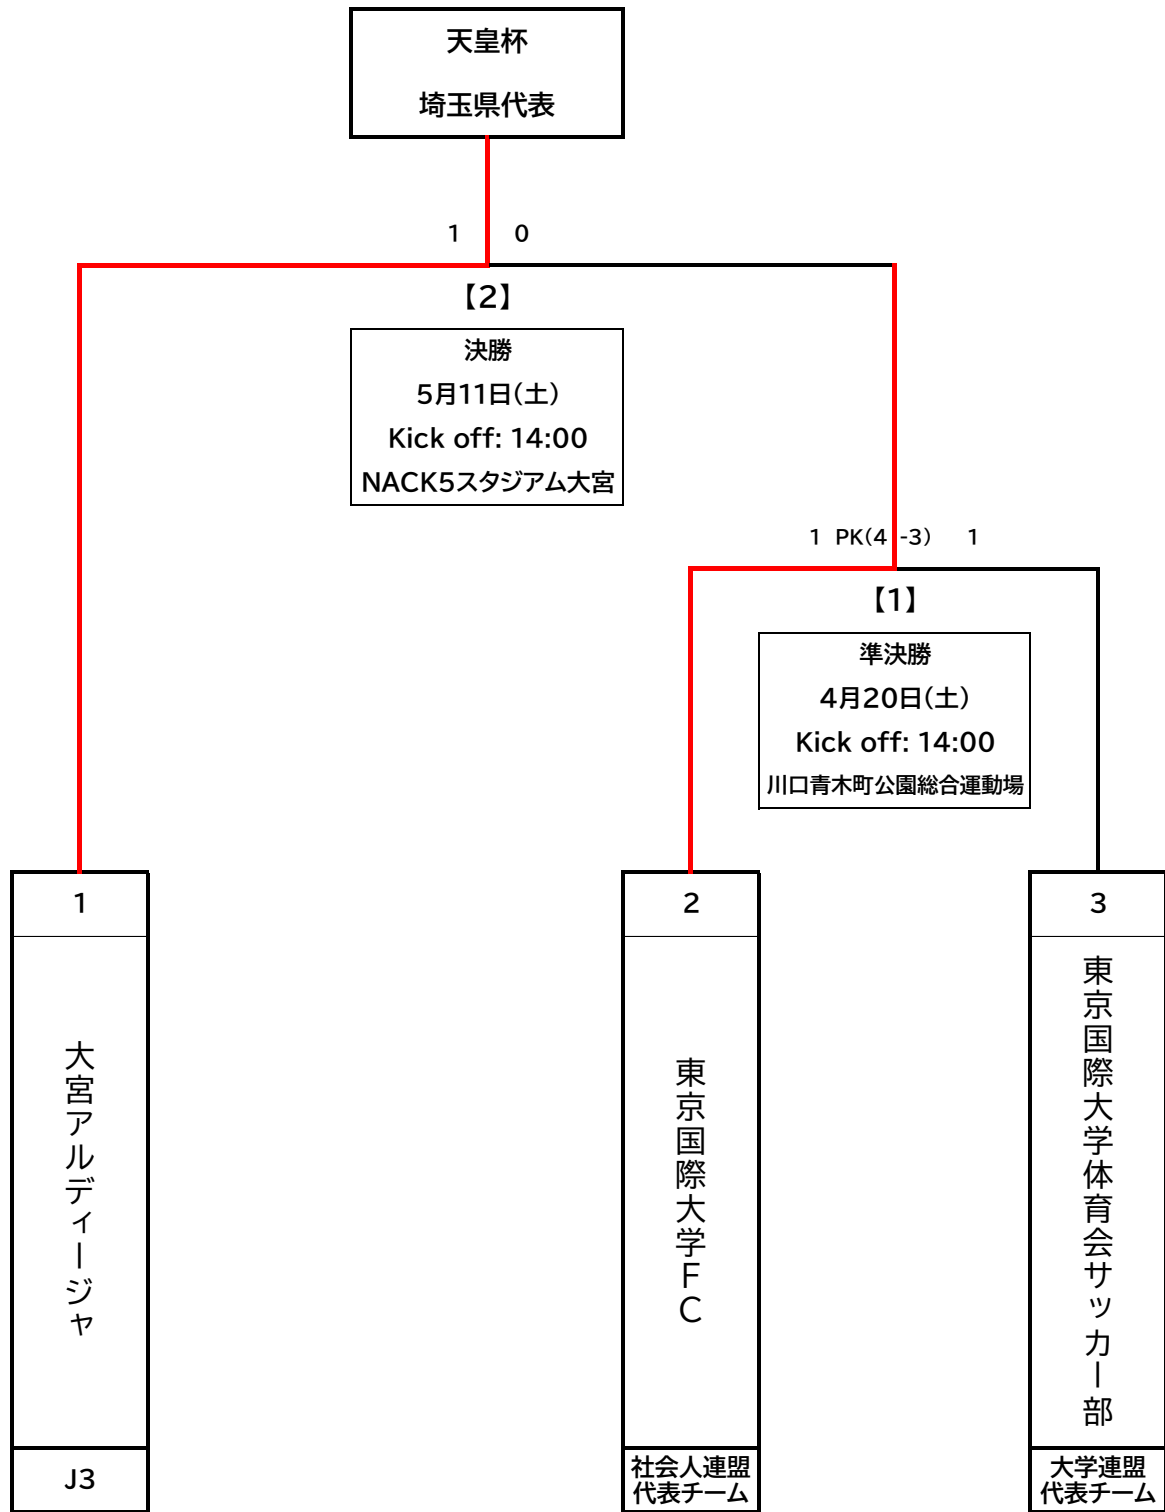 天皇杯
埼玉県代表
1 0
【2】
決勝
5月11日(土)
Kick off: 14:00
NACK5スタジアム大宮
1 PK(4 -3) 1
【1】
準決勝
4月20日(土)
Kick off: 14:00
川口青木町公園総合運動場
1
大宮アルディージャ
J3
2
東京国際大学FC
社会人連盟
代表チーム
3
東京国際大学体育会サッカー部
大学連盟
代表チーム